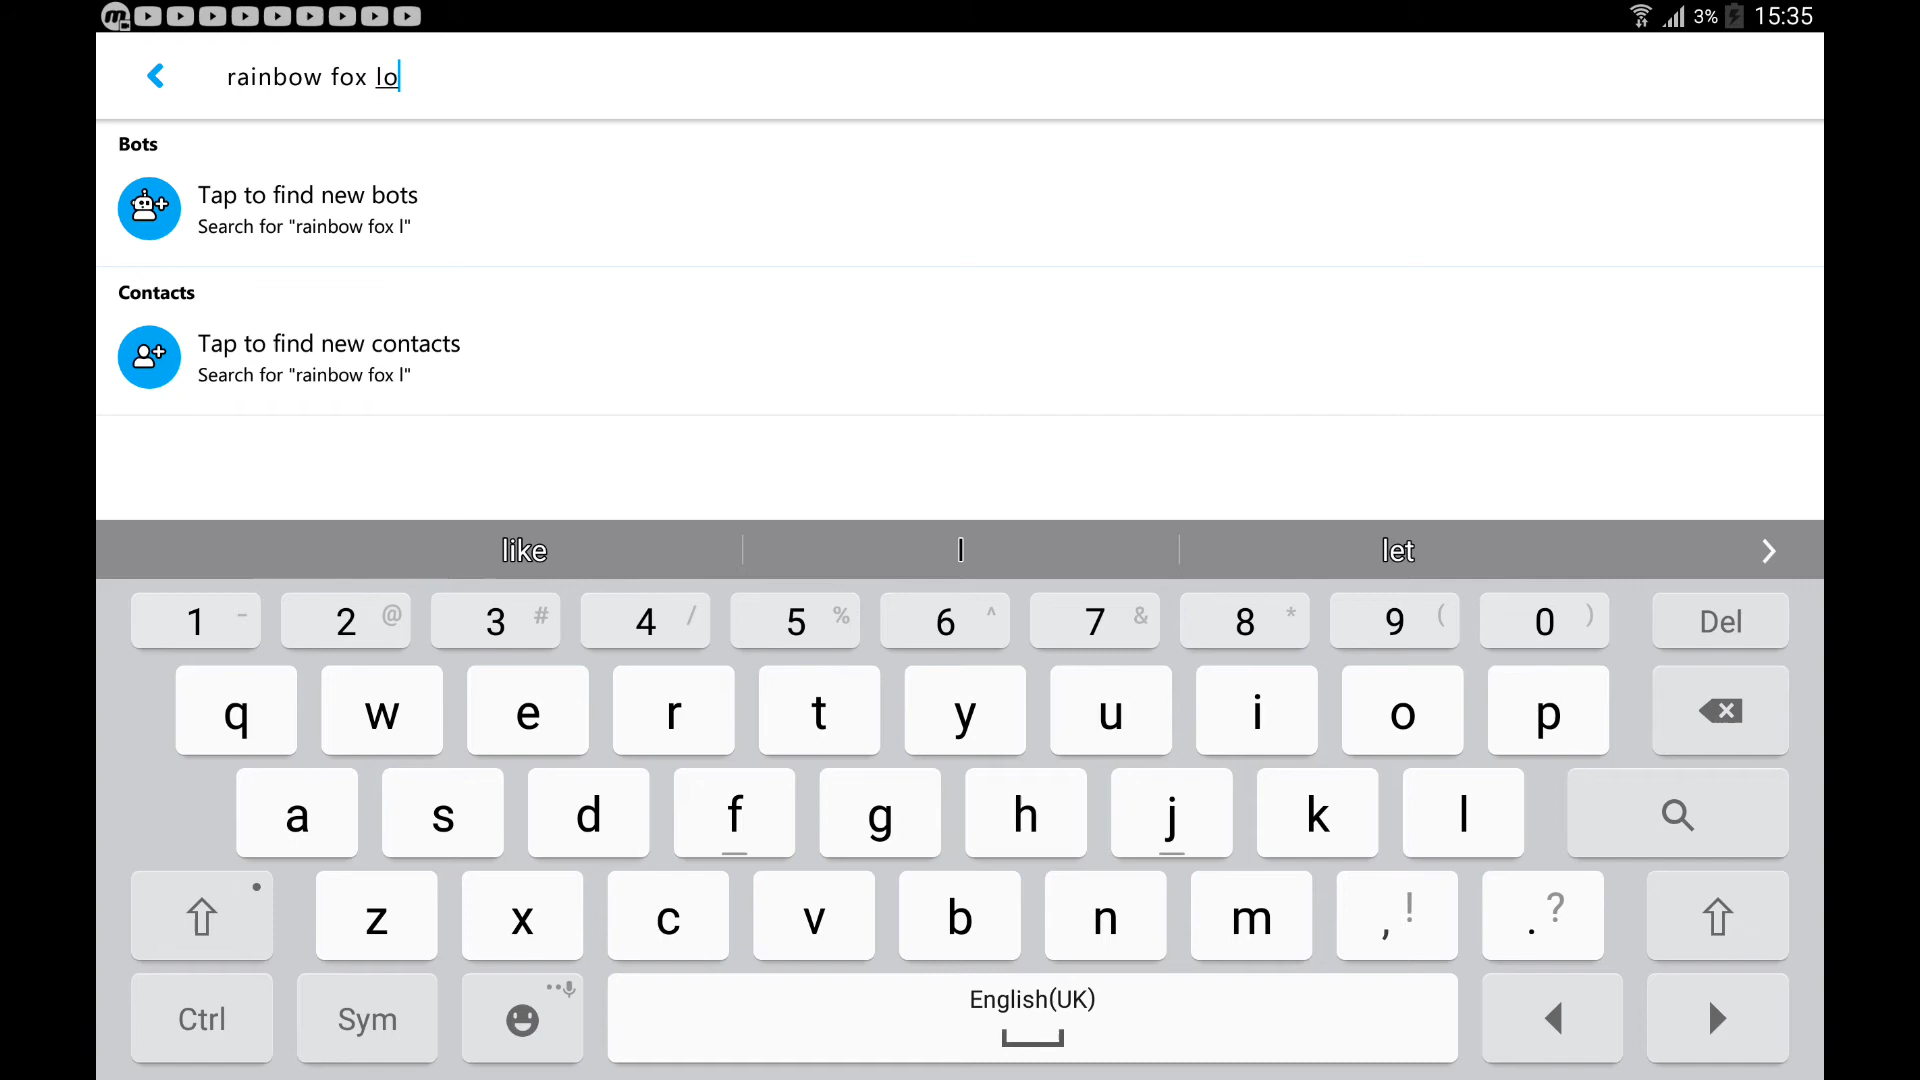 3% 15:35
rainbow fox lo
Bots
Tap to find new bots
Search for "rainbow fox l"
Contacts
Tap to find new contacts
Search for "rainbow fox l"
like l let
1 - 2 @ 3 # 4 / 5 % 6 ^ 7 & 8 * 9 ( 0 ) Del
q w e r t y u i o p
a s d f g h j k l
z x c v b n m , ! . ?
Ctrl Sym English(UK)